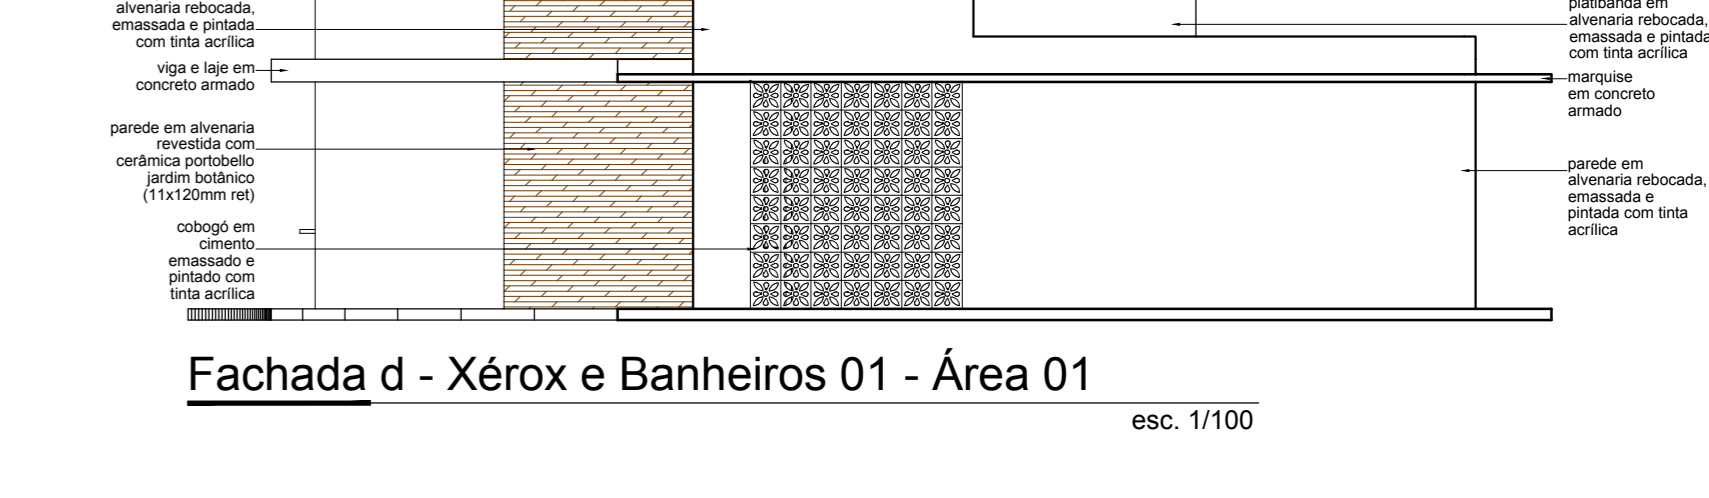 alvenaria rebocada,
emassada e pintada
com tinta acrílica
viga e laje em
concreto armado
parede em alvenaria
revestida com
cerâmica portobello
jardim botânico
(11x120mm ret)
cobogó em
cimento
emassado e
pintado com
tinta acrílica
platibanda em
alvenaria rebocada,
emassada e pintada
com tinta acrílica
marquise
em concreto
armado
parede em
alvenaria rebocada,
emassada e
pintada com tinta
acrílica
Fachada d - Xérox e Banheiros 01 - Área 01
esc. 1/100